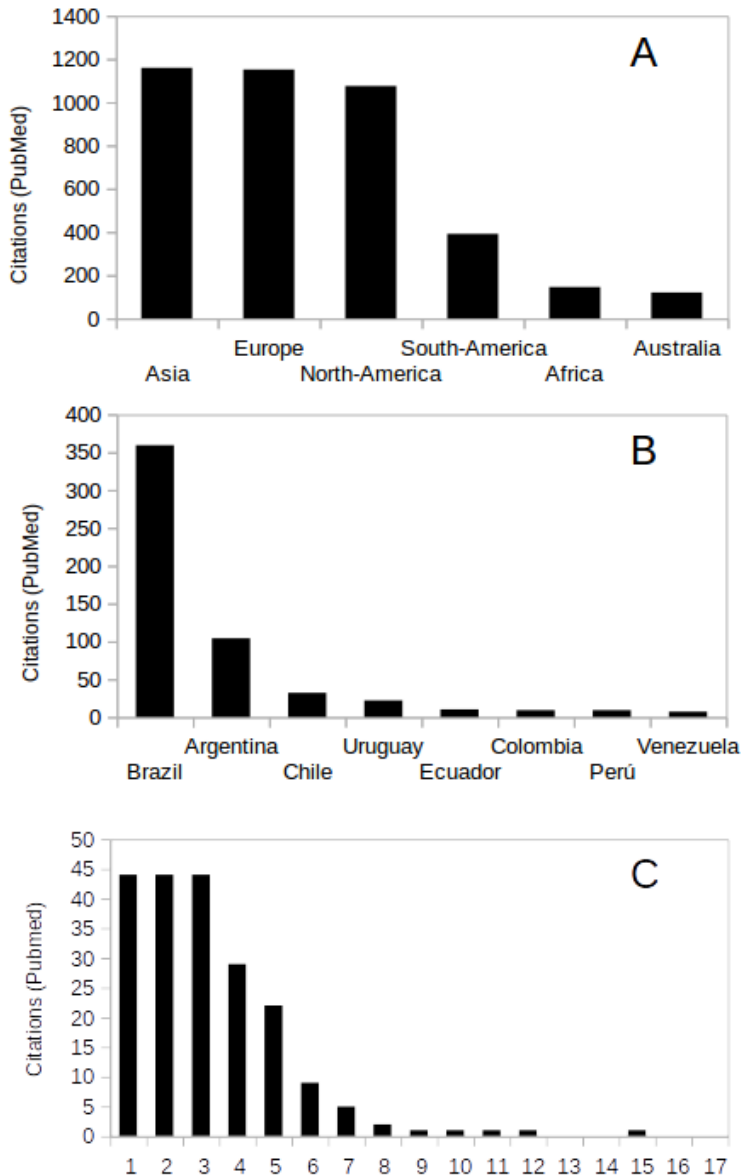 A
Citations (PubMed)
1400
1200
1000
800
600
400
200
0
Europe South-America Australia
Asia North-America Africa
B
Citations (PubMed)
400
350
300
250
200
150
100
50
0
Argentina Uruguay Colombia Venezuela
Brazil Chile Ecuador Perú
C
Citations (Pubmed)
50
45
40
35
30
25
20
15
10
5
0
1 2 3 4 5 6 7 8 9 10 11 12 13 14 15 16 17